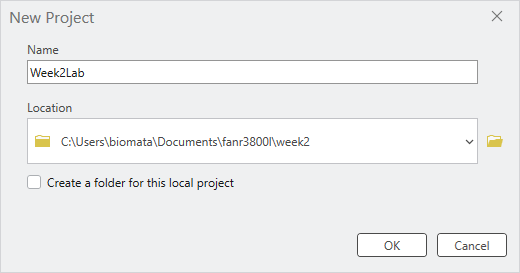 New Project
Name
Week2Lab
Location
C:\Users\biomata\Documents\fanr3800l\week2
Create a folder for this local project
OK Cancel